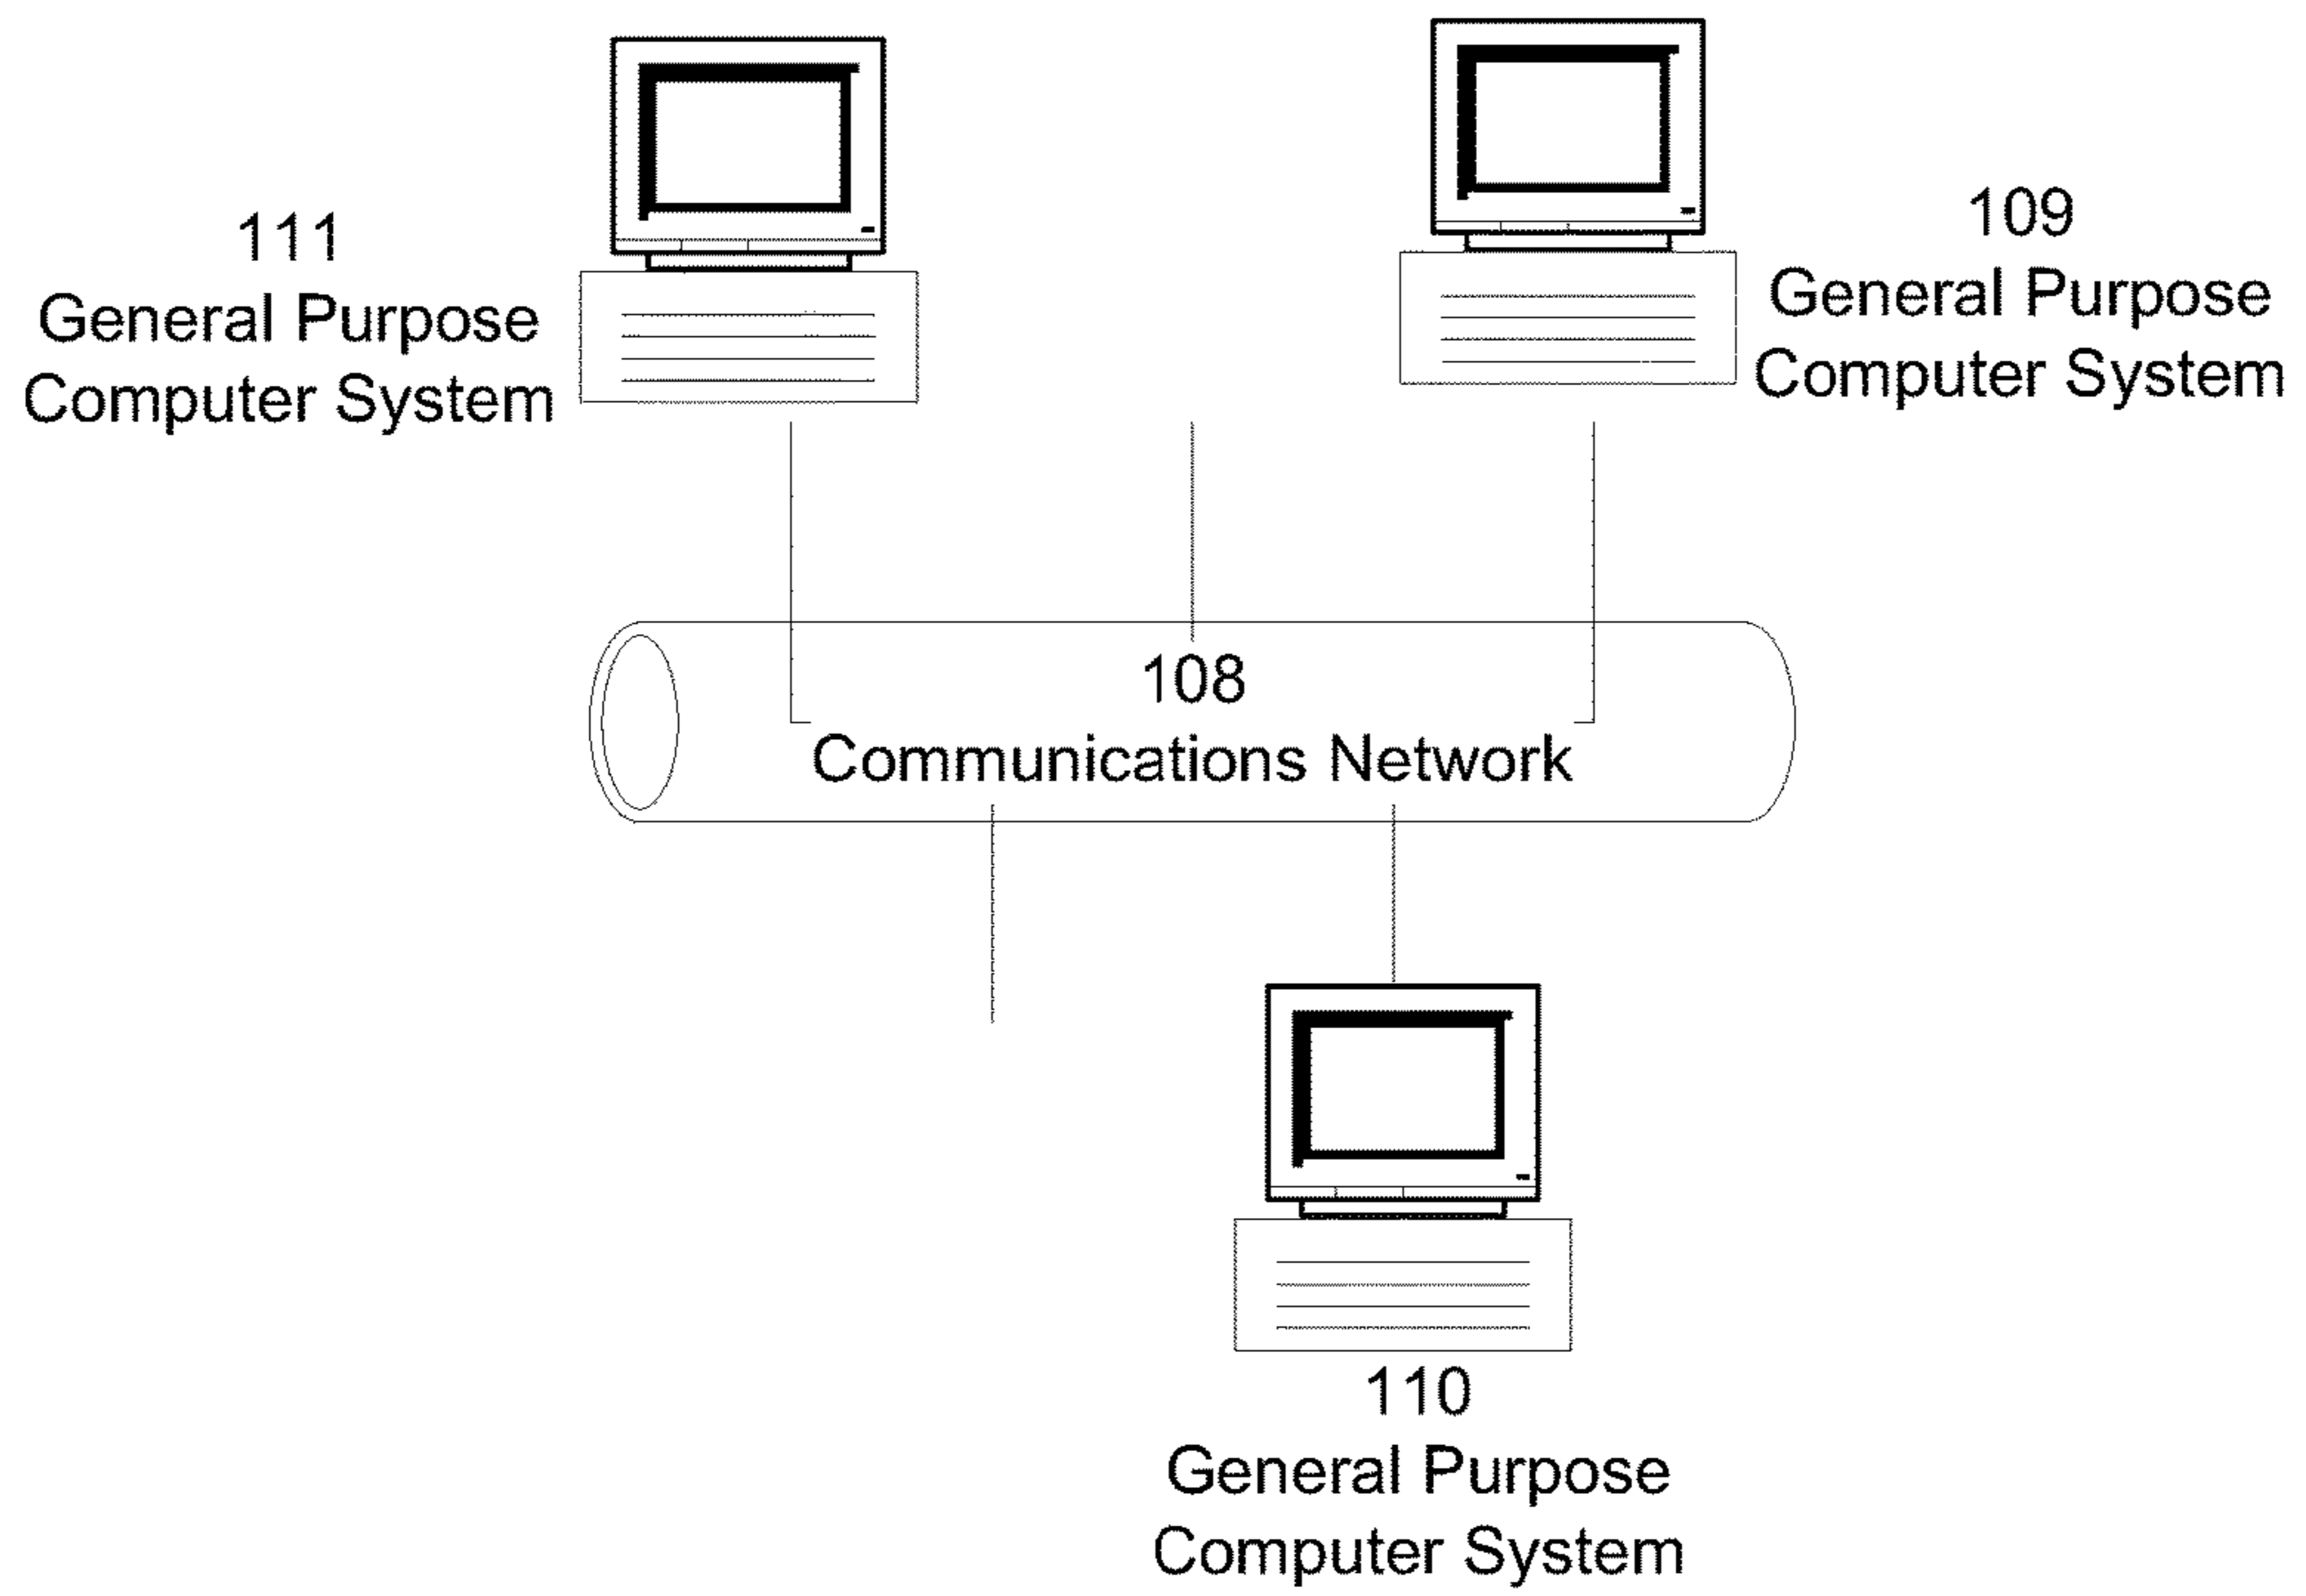 111
General Purpose
Computer System
109
General Purpose
Computer System
108
Communications Network
110
General Purpose
Computer System